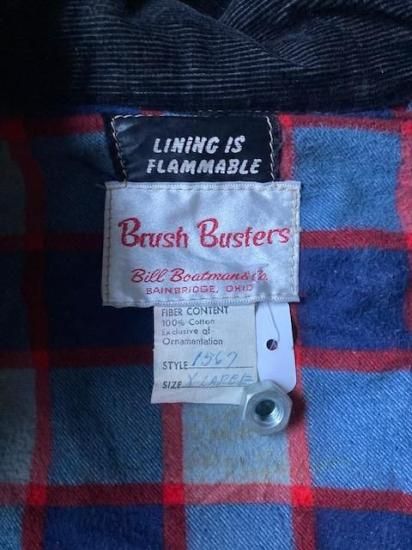 LINING IS
FLAMMABLE
Brush Busters
Bill Boatman & Co.
BAINBRIDGE, OHIO
FIBER CONTENT
100% Cotton
Exclusive of
Ornamentation
STYLE 1567
SIZE X LARGE